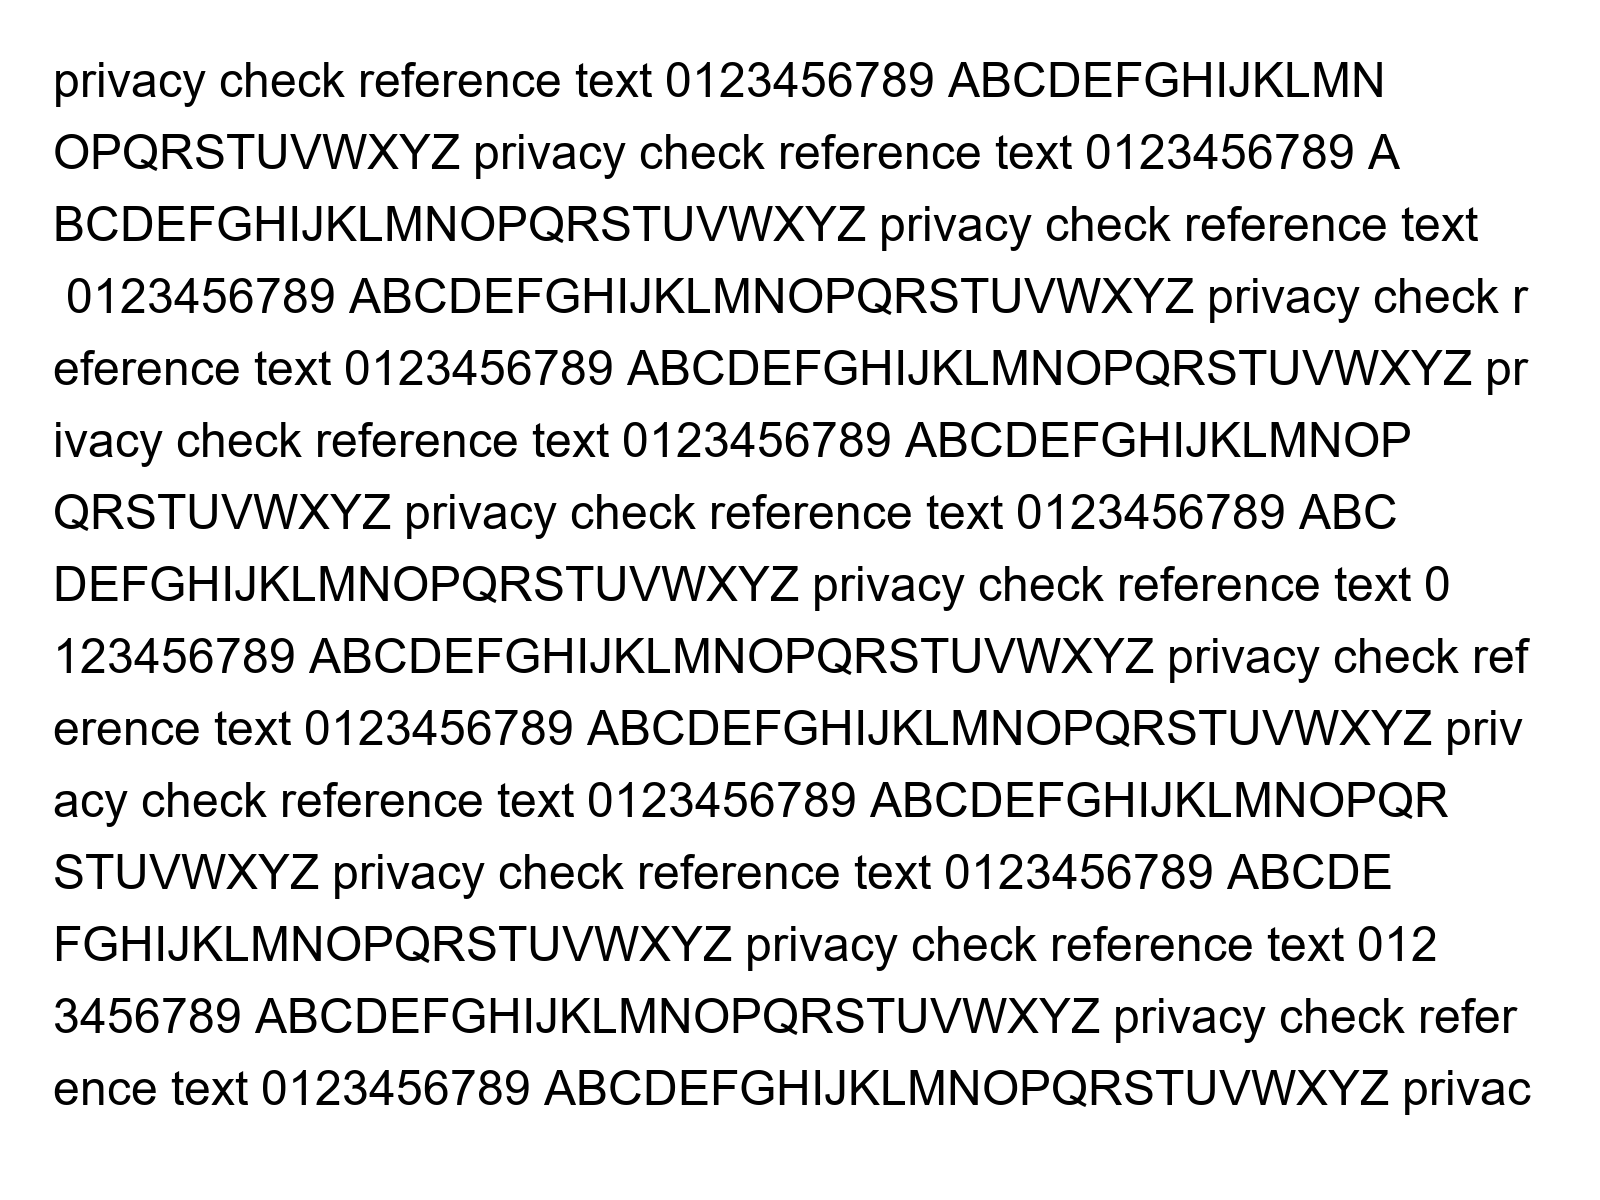 privacy check reference text 0123456789 ABCDEFGHIJKLMN
OPQRSTUVWXYZ privacy check reference text 0123456789 A
BCDEFGHIJKLMNOPQRSTUVWXYZ privacy check reference text
 0123456789 ABCDEFGHIJKLMNOPQRSTUVWXYZ privacy check r
eference text 0123456789 ABCDEFGHIJKLMNOPQRSTUVWXYZ pr
ivacy check reference text 0123456789 ABCDEFGHIJKLMNOP
QRSTUVWXYZ privacy check reference text 0123456789 ABC
DEFGHIJKLMNOPQRSTUVWXYZ privacy check reference text 0
123456789 ABCDEFGHIJKLMNOPQRSTUVWXYZ privacy check ref
erence text 0123456789 ABCDEFGHIJKLMNOPQRSTUVWXYZ priv
acy check reference text 0123456789 ABCDEFGHIJKLMNOPQR
STUVWXYZ privacy check reference text 0123456789 ABCDE
FGHIJKLMNOPQRSTUVWXYZ privacy check reference text 012
3456789 ABCDEFGHIJKLMNOPQRSTUVWXYZ privacy check refer
ence text 0123456789 ABCDEFGHIJKLMNOPQRSTUVWXYZ privac